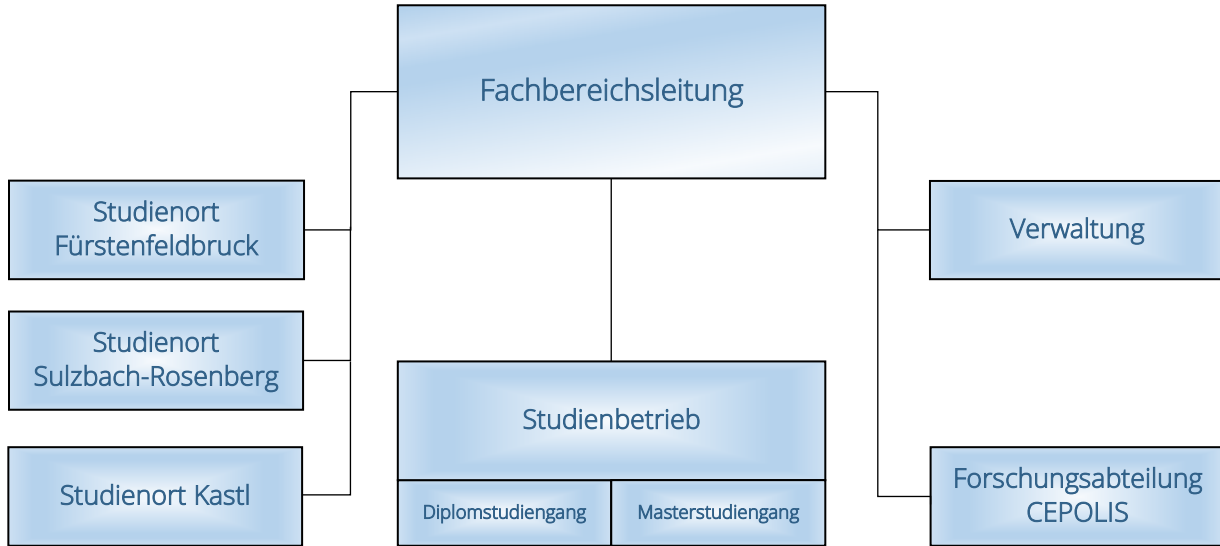 Fachbereichsleitung
Studienort
Fürstenfeldbruck
Verwaltung
Studienort
Sulzbach-Rosenberg
Studienbetrieb
Studienort Kastl
Diplomstudiengang
Masterstudiengang
Forschungsabteilung
CEPOLIS